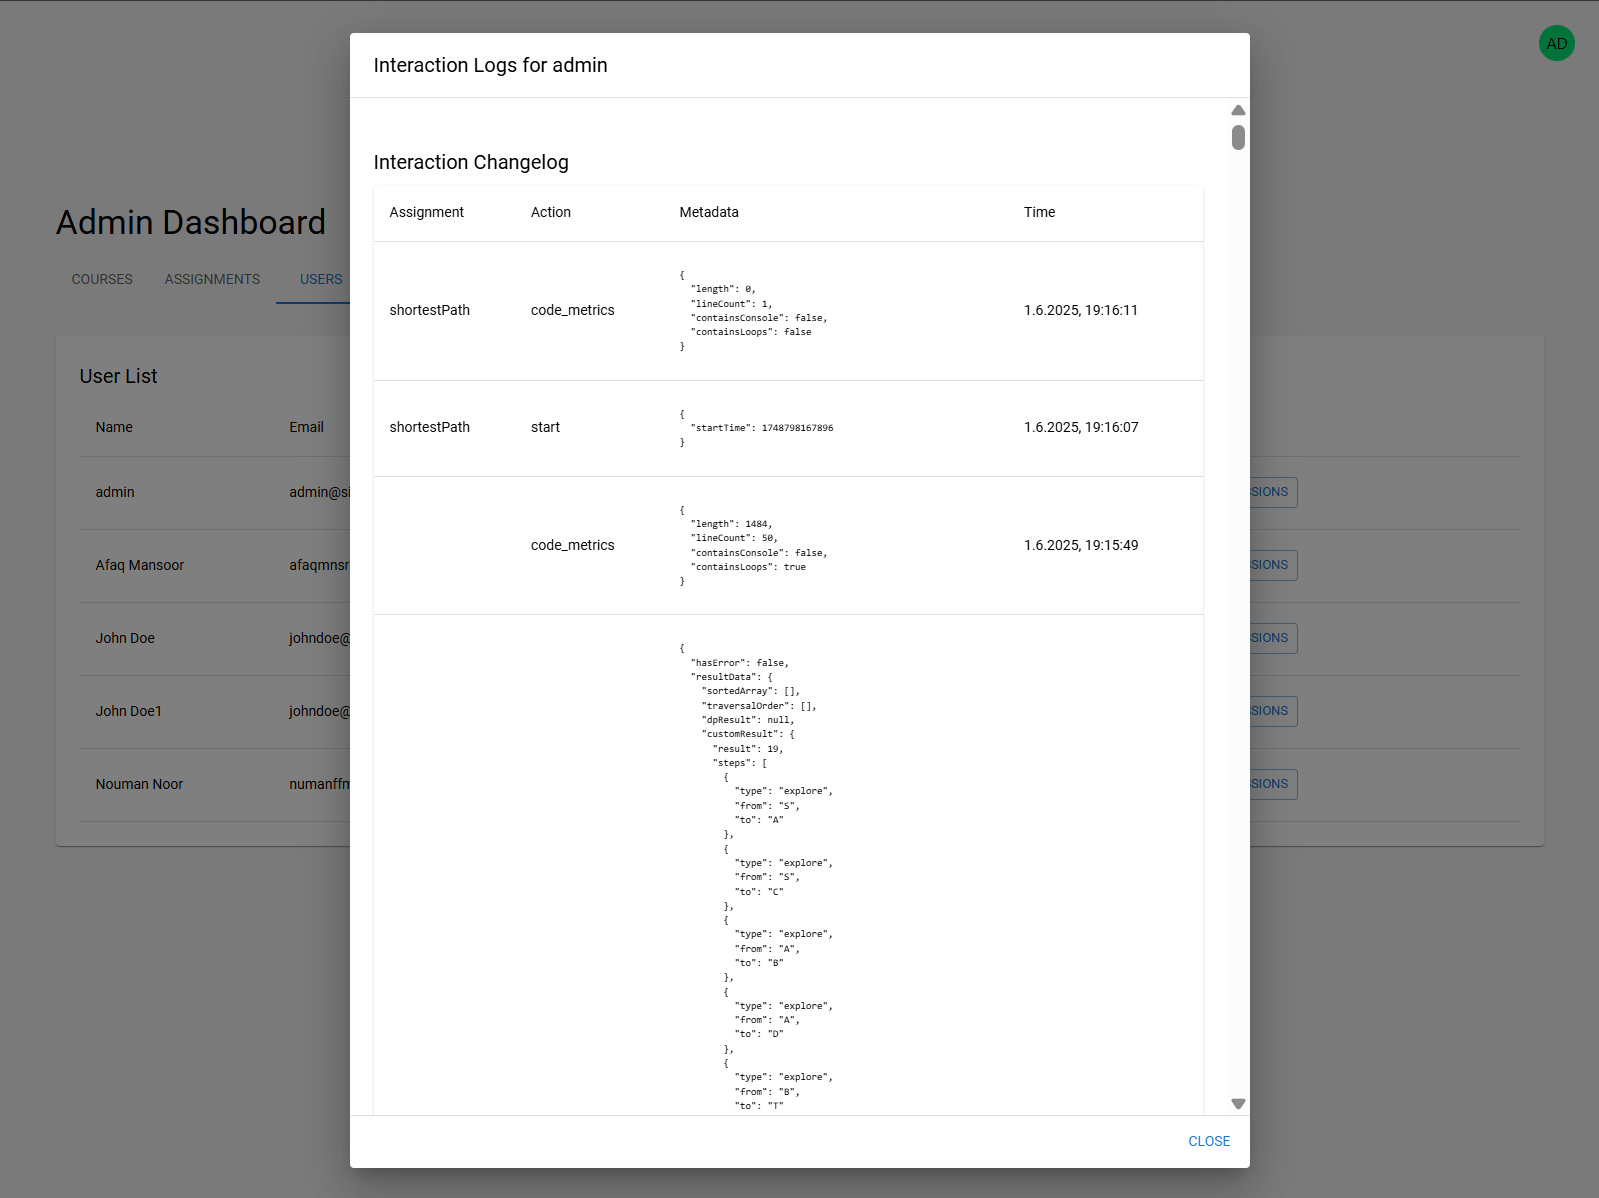 AD
Interaction Logs for admin
Interaction Changelog
Assignment Action Metadata Time
shortestPath code_metrics 1.6.2025, 19:16:11
{
"length": 0,
"lineCount": 1,
"containsConsole": false,
"containsLoops": false
}
shortestPath start 1.6.2025, 19:16:07
{
"startTime": 1748798167896
}
code_metrics 1.6.2025, 19:15:49
{
"length": 1484,
"lineCount": 50,
"containsConsole": false,
"containsLoops": true
}
{
"hasError": false,
"resultData": {
"sortedArray": [],
"traversalOrder": [],
"dpResult": null,
"customResult": {
"result": 19,
"steps": [
{
"type": "explore",
"from": "S",
"to": "A"
},
{
"type": "explore",
"from": "S",
"to": "C"
},
{
"type": "explore",
"from": "A",
"to": "B"
},
{
"type": "explore",
"from": "A",
"to": "D"
},
{
"type": "explore",
"from": "B",
"to": "T"
CLOSE
Admin Dashboard
COURSES ASSIGNMENTS USERS
User List
Name Email
admin admin@si SIONS
Afaq Mansoor afaqmnsr SIONS
John Doe johndoe@ SIONS
John Doe1 johndoe@ SIONS
Nouman Noor numanffm SIONS